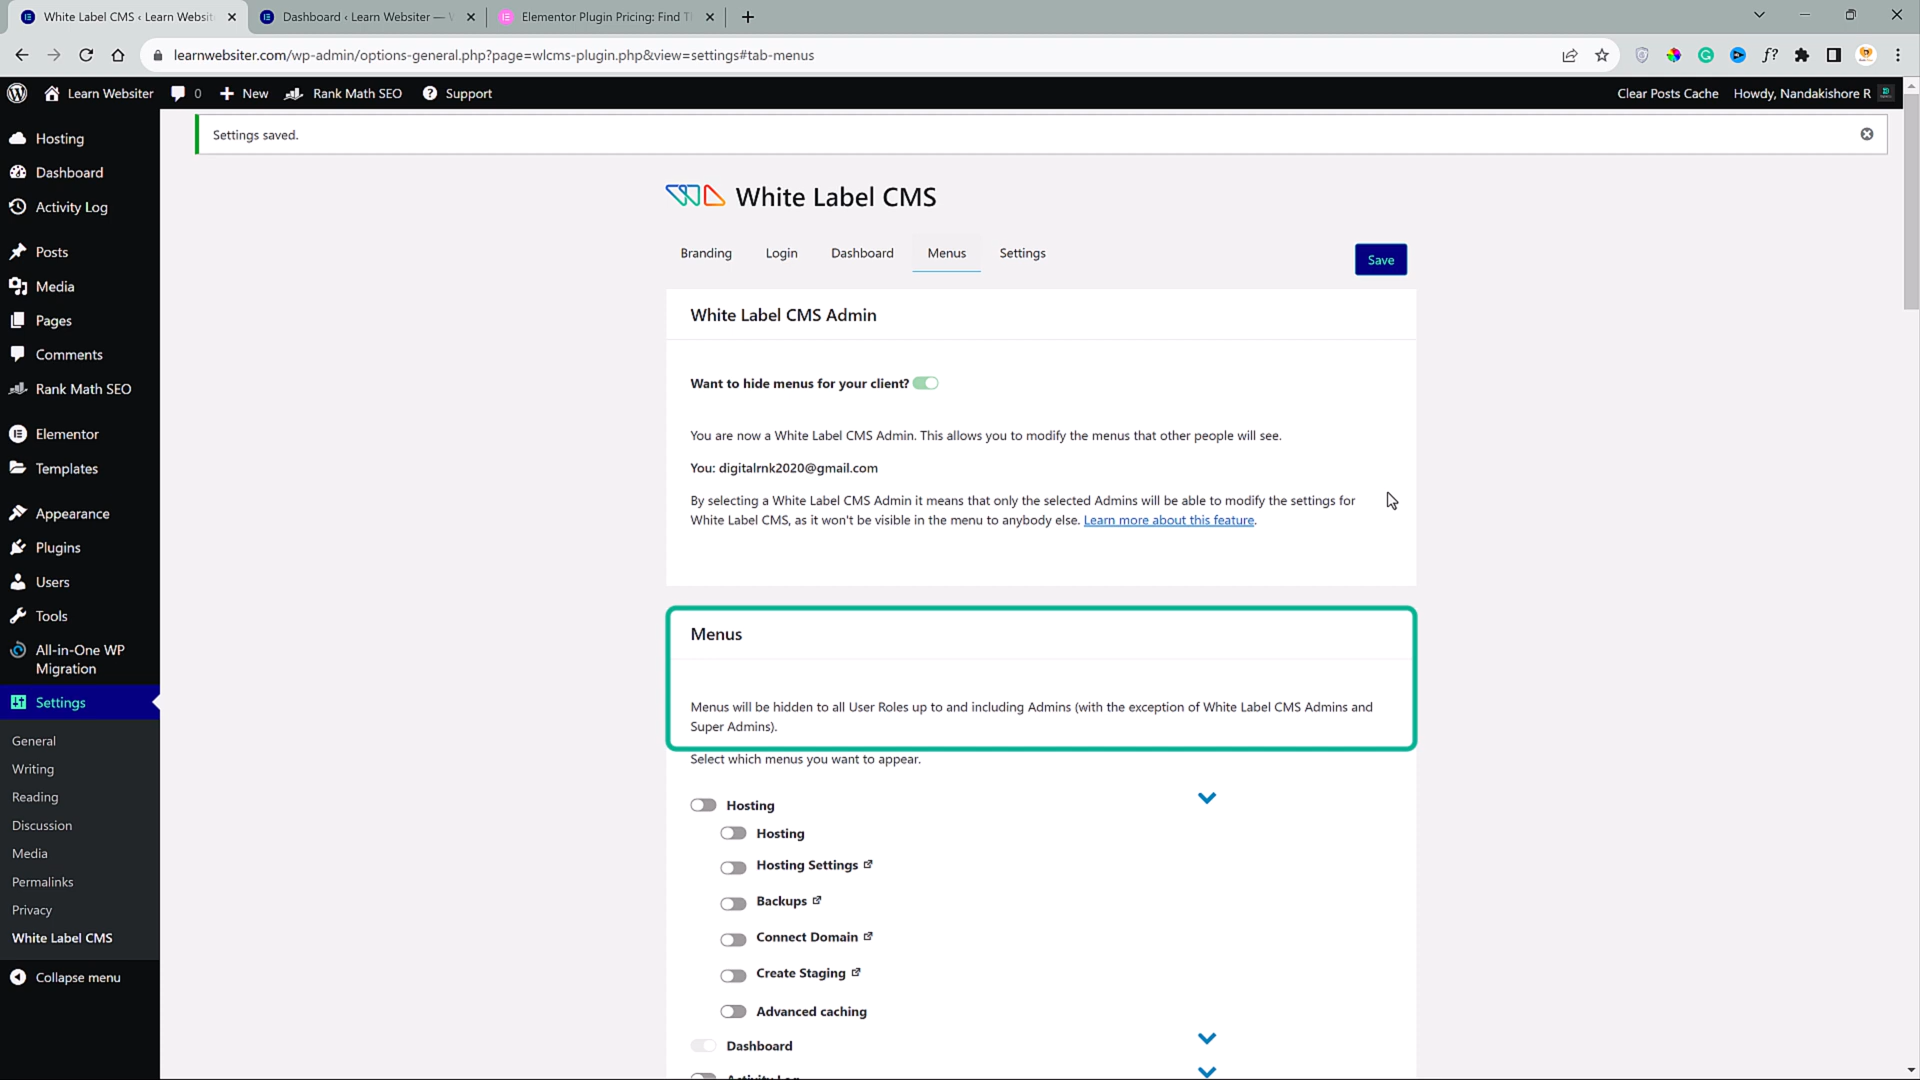 White Label CMS ‹ Learn Websit
Dashboard ‹ Learn Websiter —
Elementor Plugin Pricing: Find T
learnwebsiter.com/wp-admin/options-general.php?page=wlcms-plugin.php&view=settings#tab-menus
Learn Websiter
0
New
Rank Math SEO
Support
Clear Posts Cache
Howdy, Nandakishore R
Hosting
Dashboard
Activity Log
Posts
Media
Pages
Comments
Rank Math SEO
Elementor
Templates
Appearance
Plugins
Users
Tools
All-in-One WP
Migration
Settings
General
Writing
Reading
Discussion
Media
Permalinks
Privacy
White Label CMS
Collapse menu
Settings saved.
White Label CMS
Branding
Login
Dashboard
Menus
Settings
Save
White Label CMS Admin
Want to hide menus for your client?
You are now a White Label CMS Admin. This allows you to modify the menus that other people will see.
You: digitalrnk2020@gmail.com
By selecting a White Label CMS Admin it means that only the selected Admins will be able to modify the settings for
White Label CMS, as it won't be visible in the menu to anybody else. Learn more about this feature.
Menus
Menus will be hidden to all User Roles up to and including Admins (with the exception of White Label CMS Admins and
Super Admins).
Select which menus you want to appear.
Hosting
Hosting
Hosting Settings
Backups
Connect Domain
Create Staging
Advanced caching
Dashboard
Activity Log